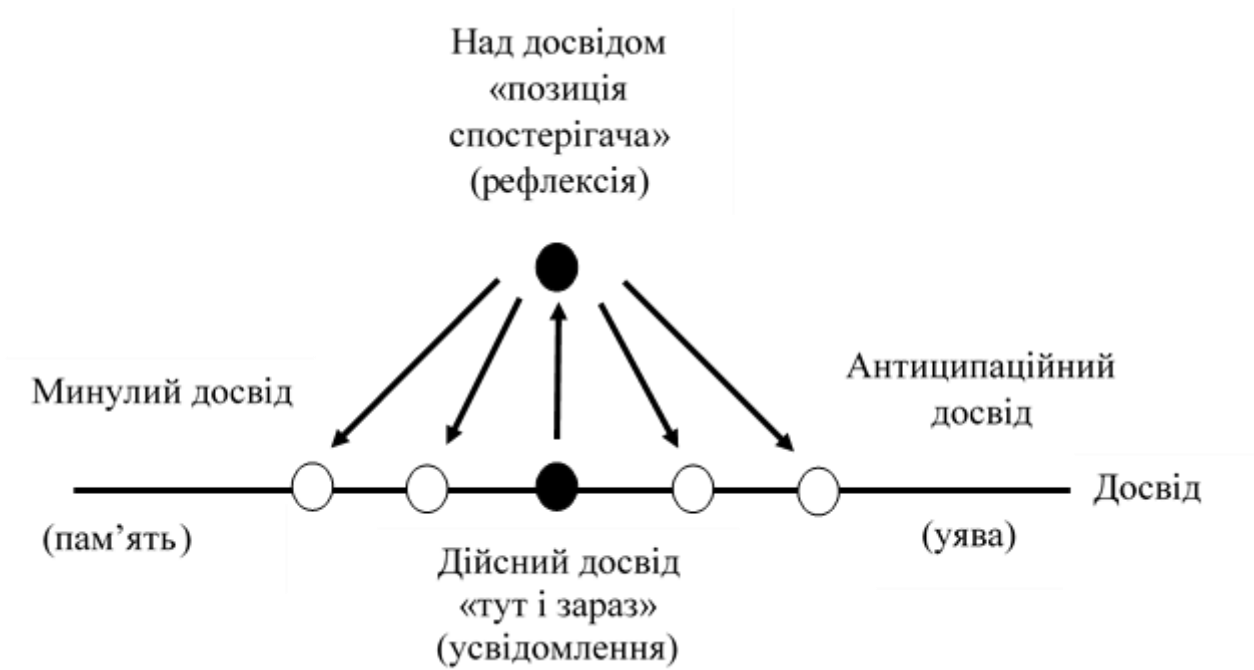 Над досвідом
«позиція
спостерігача»
(рефлексія)
Минулий досвід
Антиципаційний
досвід
Досвід
(пам’ять)
(уява)
Дійсний досвід
«тут і зараз»
(усвідомлення)